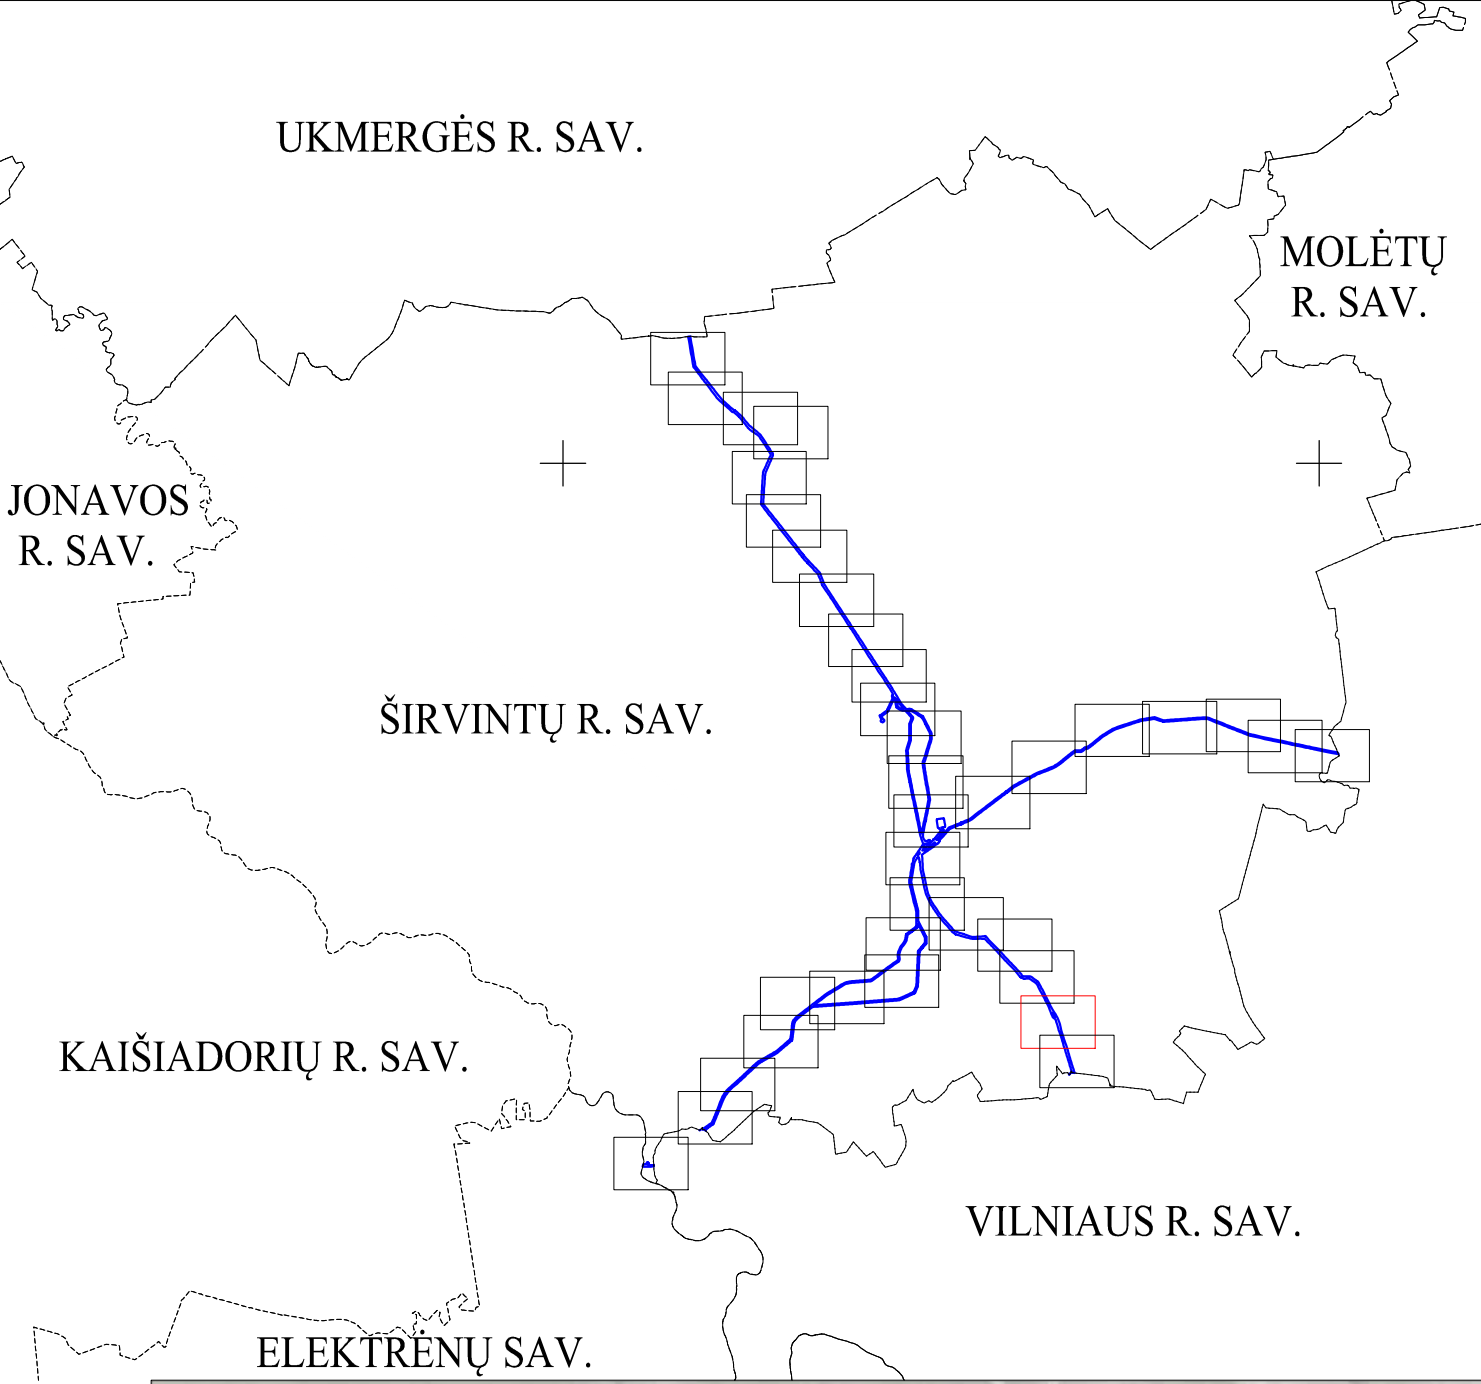 UKMERGĖS R. SAV.
MOLĖTŲ
R. SAV.
JONAVOS
R. SAV.
ŠIRVINTŲ R. SAV.
KAIŠIADORIŲ R. SAV.
VILNIAUS R. SAV.
ELEKTRĖNŲ SAV.